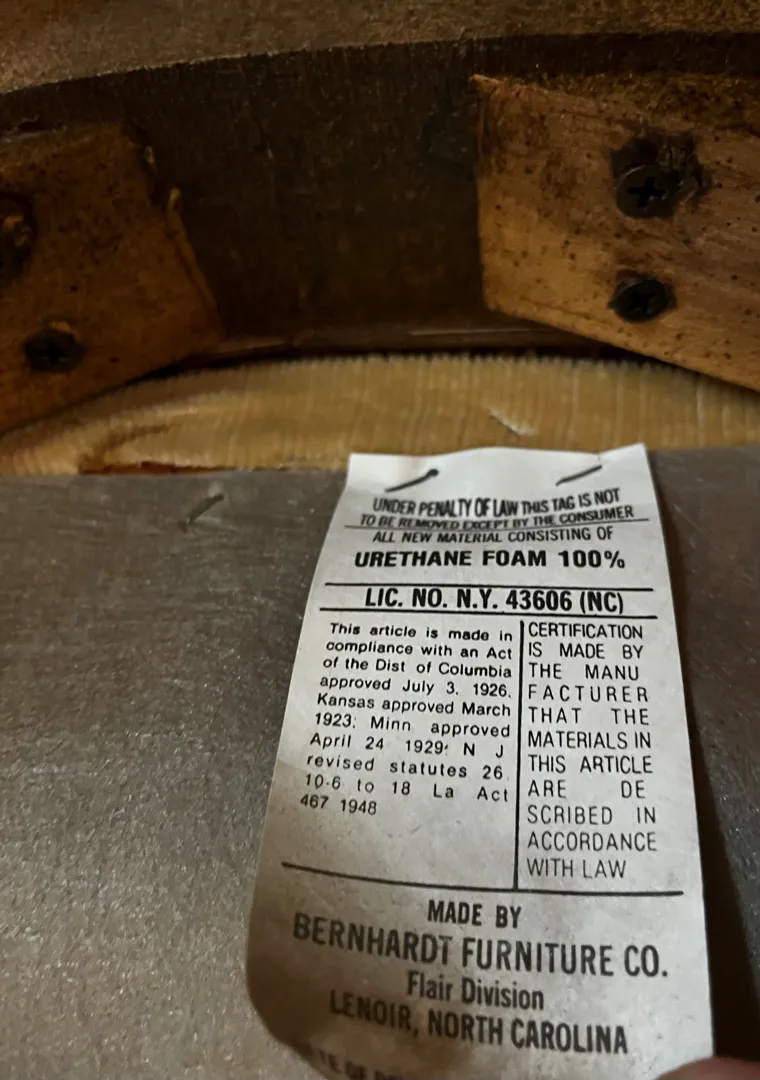 UNDER PENALTY OF LAW THIS TAG IS NOT
TO BE REMOVED EXCEPT BY THE CONSUMER
ALL NEW MATERIAL CONSISTING OF
URETHANE FOAM 100%
LIC. NO. N.Y. 43606 (NC)
This article is made in
compliance with an Act
of the Dist of Columbia
approved July 3, 1926,
Kansas approved March
1923; Minn approved
April 24 1929; N J
revised statutes 26
10-6 to 18 La Act
467 1948
CERTIFICATION
IS MADE BY
THE MANU
FACTURER
THAT THE
MATERIALS IN
THIS ARTICLE
ARE DE
SCRIBED IN
ACCORDANCE
WITH LAW
MADE BY
BERNHARDT FURNITURE CO.
Flair Division
LENOIR, NORTH CAROLINA